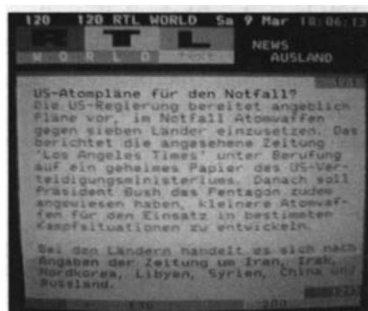 120 120 RTL WORLD Sa 9 Mar 18:06:13
RTL
WORLD text
NEWS
AUSLAND
US-Atompläne für den Notfall?
Die US-Regierung bereitet angeblich
Pläne vor, im Notfall Atomwaffen
gegen sieben Länder einzusetzen. Das
berichtet die angesehene Zeitung
'Los Angeles Times' unter Berufung
auf ein geheimes Papier des US-Ver-
teidigungsministeriums. Danach soll
Präsident Bush das Pentagon zudem
angewiesen haben, kleinere Atomwaf-
fen für den Einsatz in bestimmten
Kampfsituationen zu entwickeln.
Bei den Ländern handelt es sich nach
Angaben der Zeitung um Iran, Irak,
Nordkorea, Libyen, Syrien, China und
Russland.
200